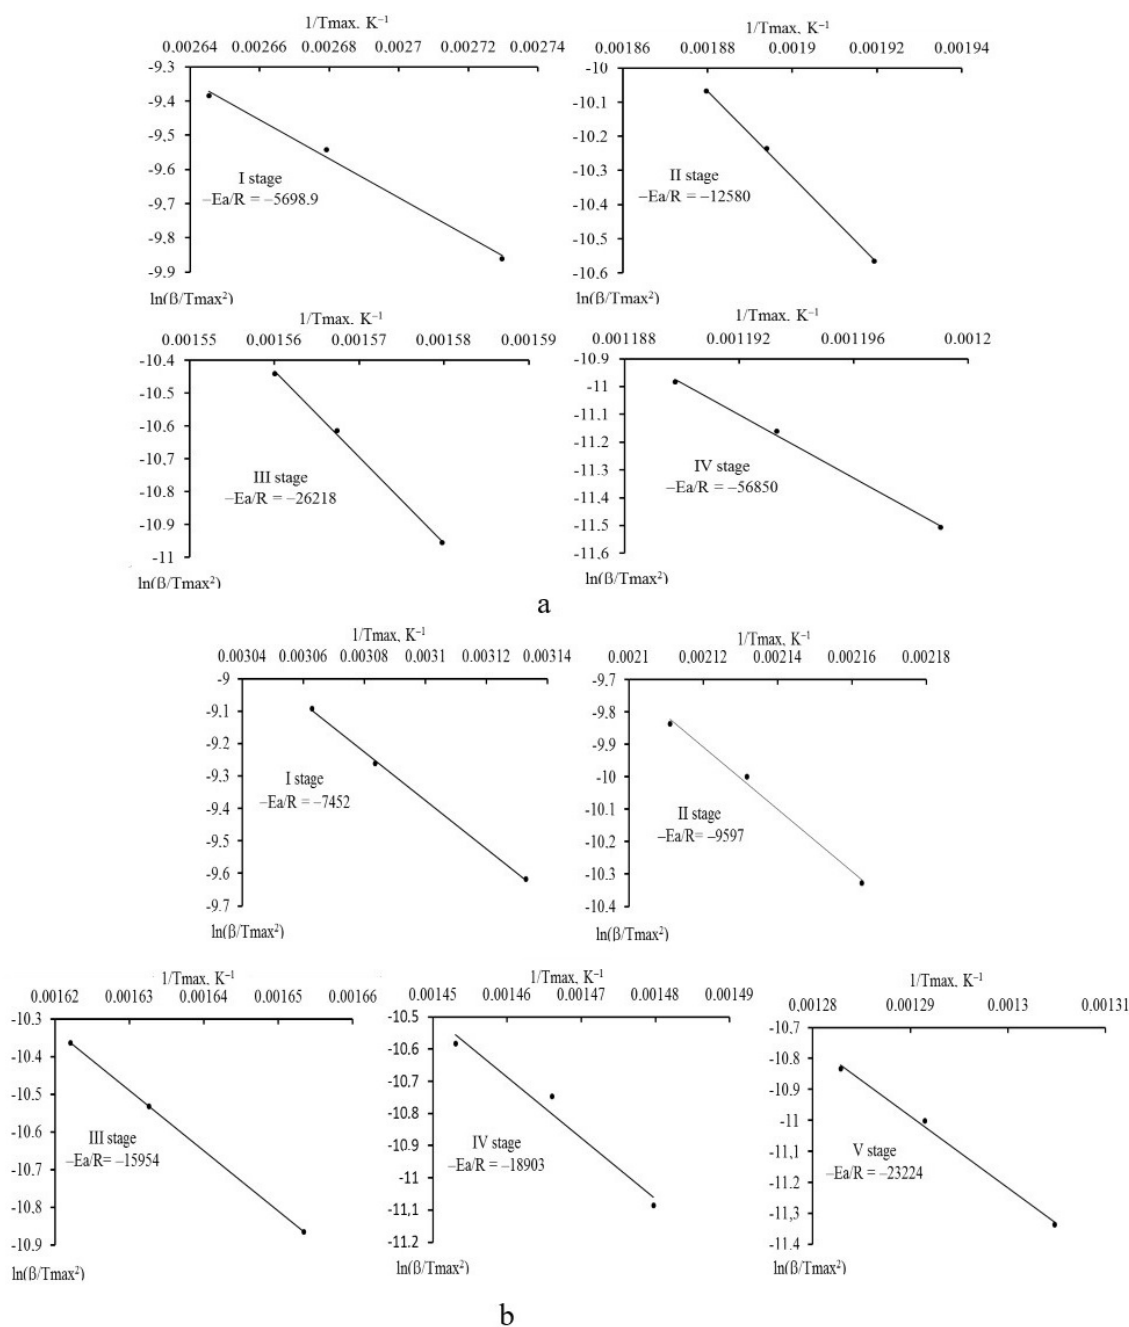 1/Tmax. K⁻¹
0.00264 0.00266 0.00268 0.0027 0.00272 0.00274
-9.3
-9.4
-9.5
-9.6
-9.7
-9.8
-9.9
I stage
–Ea/R = –5698.9
ln(β/Tmax²)
1/Tmax, K⁻¹
0.00186 0.00188 0.0019 0.00192 0.00194
-10
-10.1
-10.2
-10.3
-10.4
-10.5
-10.6
II stage
–Ea/R = –12580
ln(β/Tmax²)
1/Tmax. K⁻¹
0.00155 0.00156 0.00157 0.00158 0.00159
-10.4
-10.5
-10.6
-10.7
-10.8
-10.9
-11
III stage
–Ea/R = –26218
ln(β/Tmax²)
1/Tmax. K⁻¹
0.001188 0.001192 0.001196 0.0012
-10.9
-11
-11.1
-11.2
-11.3
-11.4
-11.5
-11,6
IV stage
–Ea/R = –56850
ln(β/Tmax²)
a
1/Tmax, K⁻¹
0.00304 0.00306 0.00308 0.0031 0.00312 0.00314
-9
-9.1
-9.2
-9.3
-9.4
-9.5
-9.6
-9.7
I stage
–Ea/R = –7452
ln(β/Tmax²)
1/Tmax, K⁻¹
0.0021 0,00212 0.00214 0.00216 0.00218
-9.7
-9.8
-9.9
-10
-10.1
-10.2
-10.3
-10.4
II stage
–Ea/R= –9597
ln(β/Tmax²)
1/Tmax, K⁻¹
0.00162 0.00163 0.00164 0.00165 0.00166
-10.3
-10.4
-10.5
-10.6
-10.7
-10.8
-10.9
III stage
–Ea/R= –15954
ln(β/Tmax²)
1/Tmax, K⁻¹
0.00145 0.00146 0.00147 0.00148 0.00149
-10.5
-10.6
-10.7
-10.8
-10.9
-11
-11.1
-11.2
IV stage
–Ea/R = –18903
ln(β/Tmax²)
1/Tmax, K⁻¹
0.00128 0.00129 0.0013 0.00131
-10.7
-10.8
-10.9
-11
-11.1
-11.2
-11,3
-11.4
V stage
–Ea/R = –23224
ln(β/Tmax²)
b